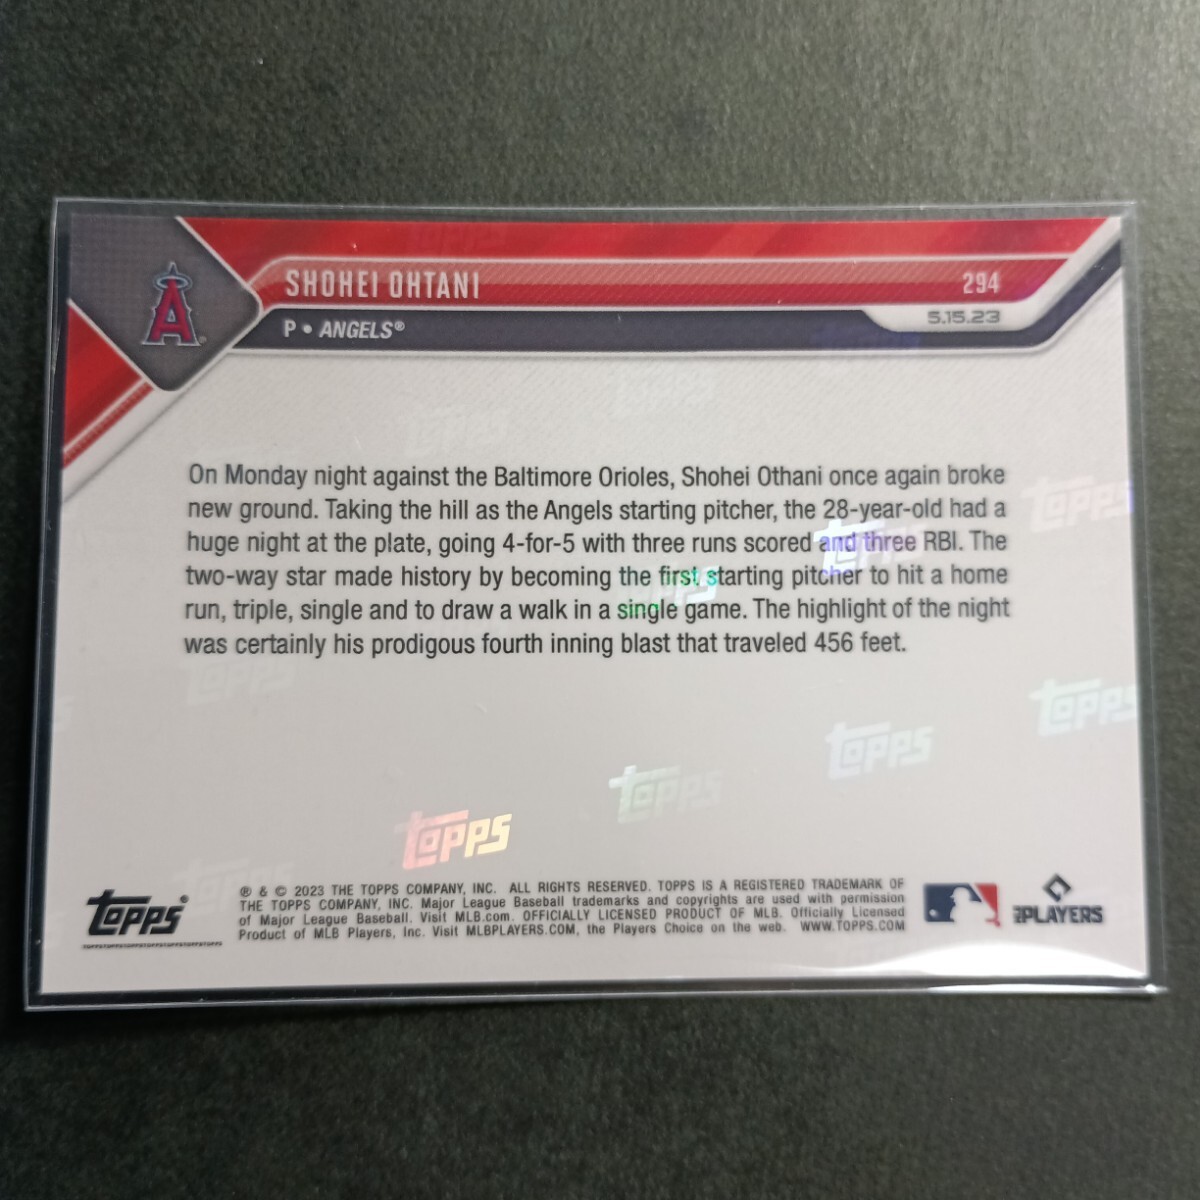 A
SHOHEI OHTANI
294
P • ANGELS®
5.15.23
On Monday night against the Baltimore Orioles, Shohei Othani once again broke
new ground. Taking the hill as the Angels starting pitcher, the 28-year-old had a
huge night at the plate, going 4-for-5 with three runs scored and three RBI. The
two-way star made history by becoming the first starting pitcher to hit a home
run, triple, single and to draw a walk in a single game. The highlight of the night
was certainly his prodigous fourth inning blast that traveled 456 feet.
Topps
Topps
Topps
Topps
Topps
Topps
Topps
Topps
Topps
Topps®
® & © 2023 THE TOPPS COMPANY, INC. ALL RIGHTS RESERVED. TOPPS IS A REGISTERED TRADEMARK OF
THE TOPPS COMPANY, INC. Major League Baseball trademarks and copyrights are used with permission
of Major League Baseball. Visit MLB.com. OFFICIALLY LICENSED PRODUCT OF MLB. Officially Licensed
Product of MLB Players, Inc. Visit MLBPLAYERS.COM, the Players Choice on the web. WWW.TOPPS.COM
PLAYERS